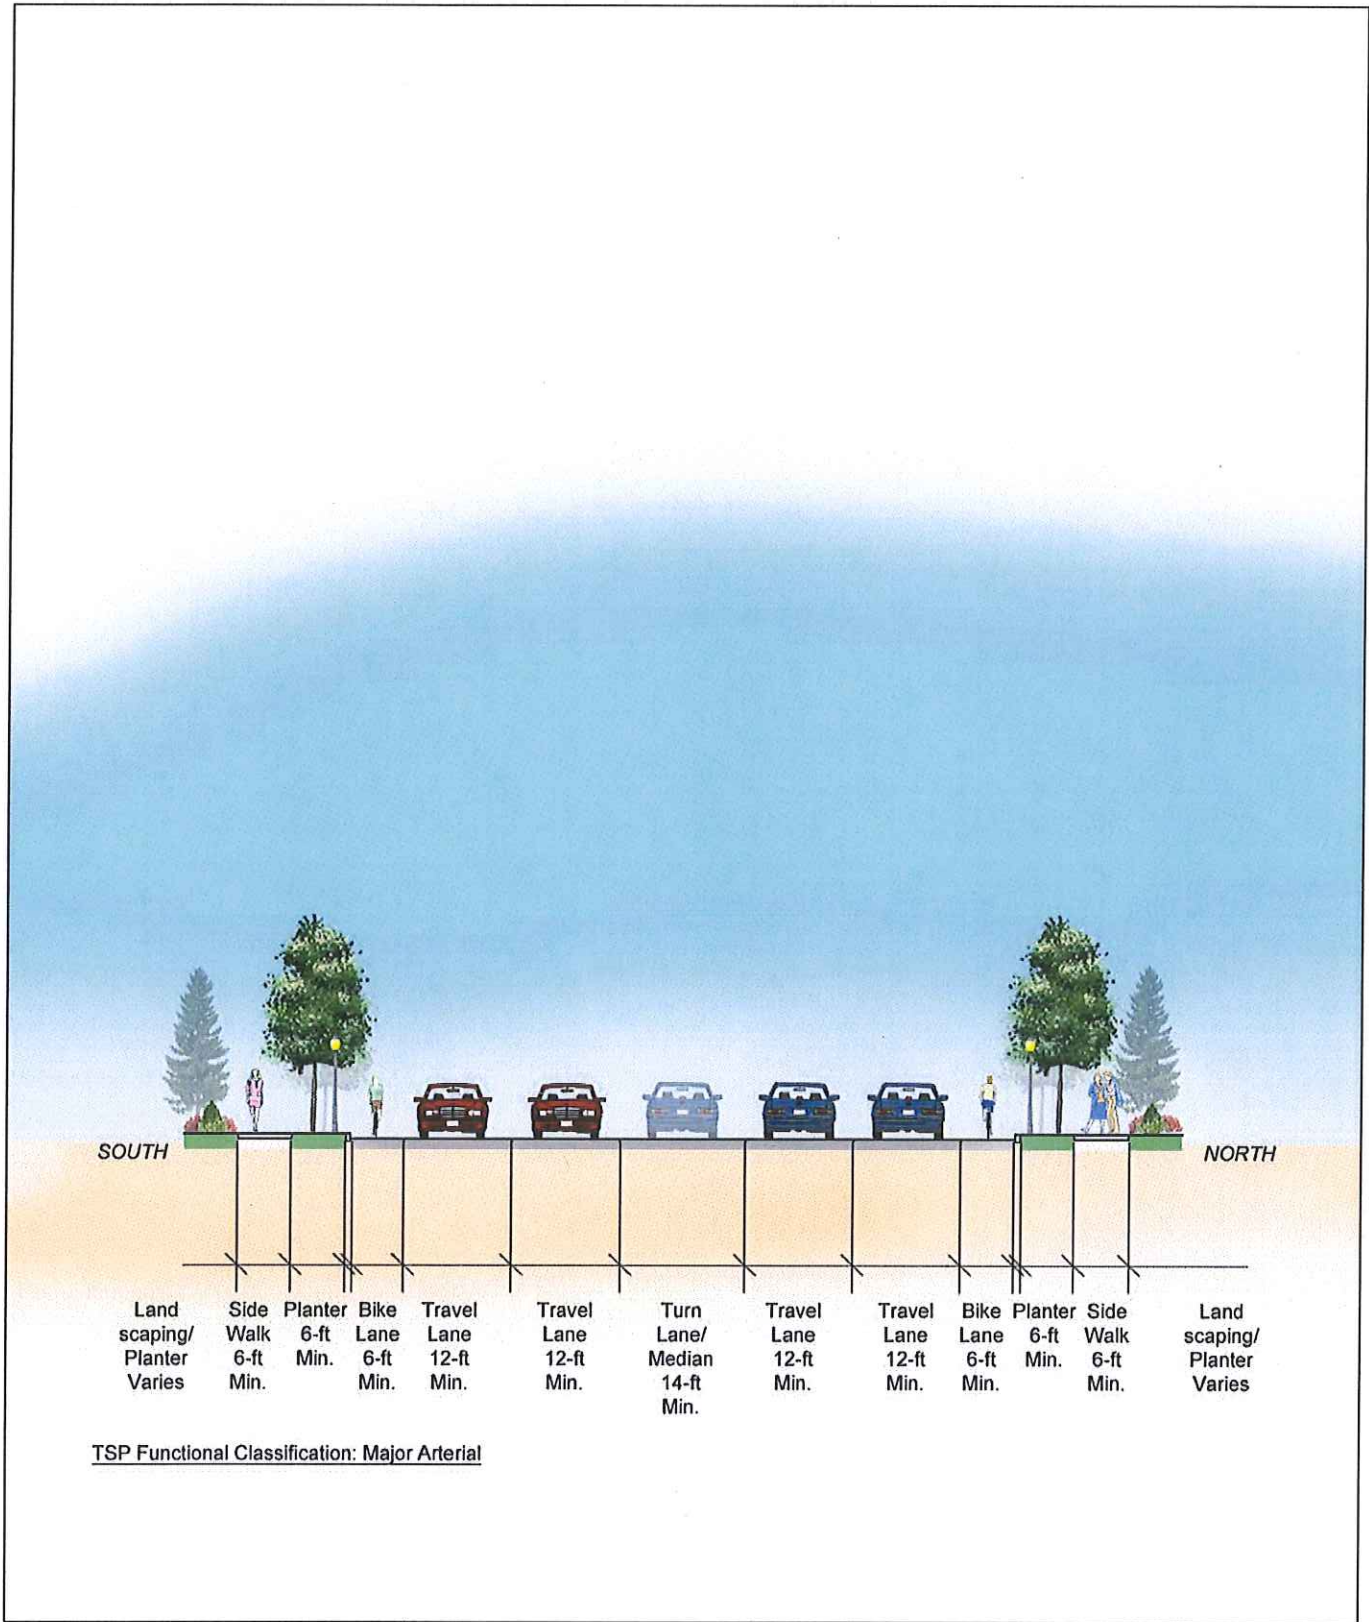 SOUTH
NORTH
Land
scaping/
Planter
Varies
Side
Walk
6-ft
Min.
Planter
6-ft
Min.
Bike
Lane
6-ft
Min.
Travel
Lane
12-ft
Min.
Travel
Lane
12-ft
Min.
Turn
Lane/
Median
14-ft
Min.
Travel
Lane
12-ft
Min.
Travel
Lane
12-ft
Min.
Bike
Lane
6-ft
Min.
Planter
6-ft
Min.
Side
Walk
6-ft
Min.
Land
scaping/
Planter
Varies
TSP Functional Classification: Major Arterial